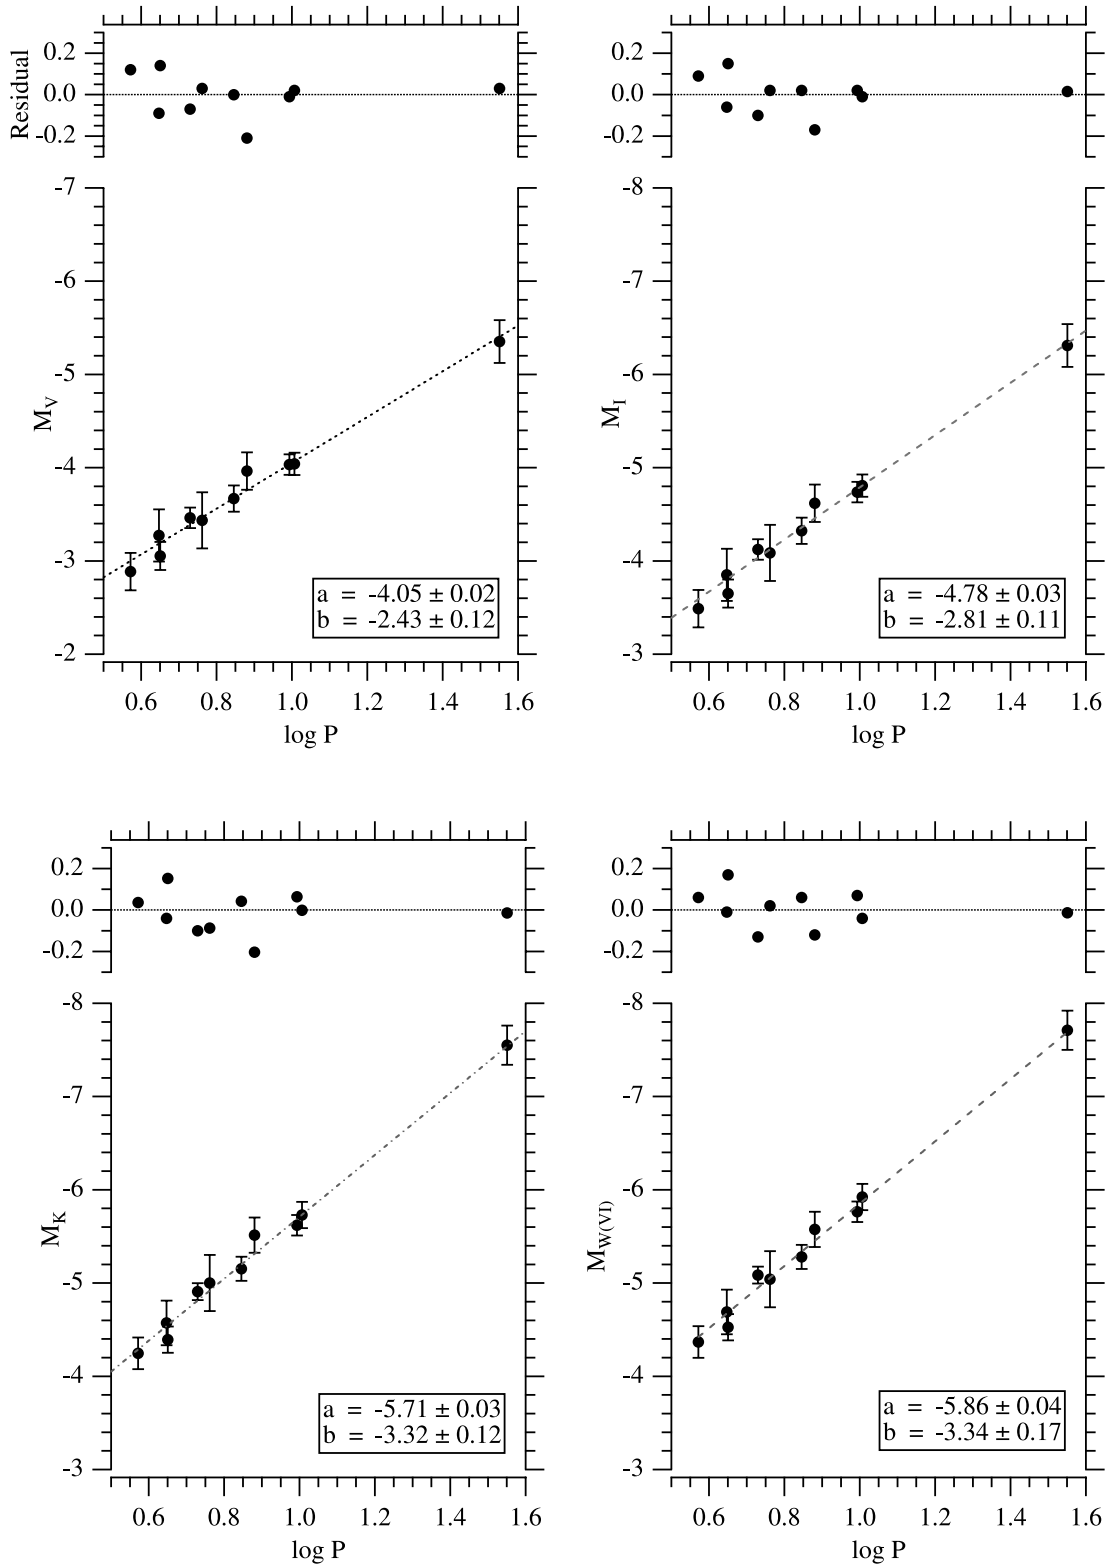 0.2
0.0
-0.2
Residual
-7
-6
-5
-4
-3
-2
M_V
a = -4.05 ± 0.02
b = -2.43 ± 0.12
0.6 0.8 1.0 1.2 1.4 1.6
log P
0.2
0.0
-0.2
-8
-7
-6
-5
-4
-3
M_I
a = -4.78 ± 0.03
b = -2.81 ± 0.11
0.6 0.8 1.0 1.2 1.4 1.6
log P
0.2
0.0
-0.2
-8
-7
-6
-5
-4
-3
M_K
a = -5.71 ± 0.03
b = -3.32 ± 0.12
0.6 0.8 1.0 1.2 1.4 1.6
log P
0.2
0.0
-0.2
-8
-7
-6
-5
-4
-3
M_W(VI)
a = -5.86 ± 0.04
b = -3.34 ± 0.17
0.6 0.8 1.0 1.2 1.4 1.6
log P